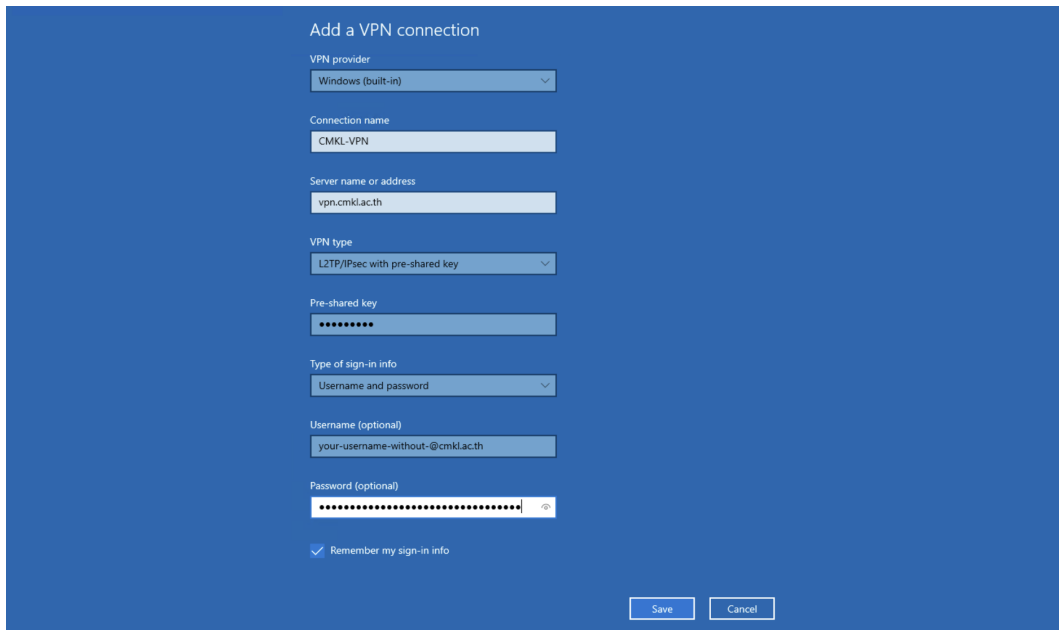 Add a VPN connection
VPN provider
Windows (built-in)
Connection name
CMKL-VPN
Server name or address
vpn.cmkl.ac.th
VPN type
L2TP/IPsec with pre-shared key
Pre-shared key
●●●●●●●●●
Type of sign-in info
Username and password
Username (optional)
your-username-without-@cmkl.ac.th
Password (optional)
●●●●●●●●●●●●●●●●●●●●●●●●●●●●●●●●●
Remember my sign-in info
Save Cancel